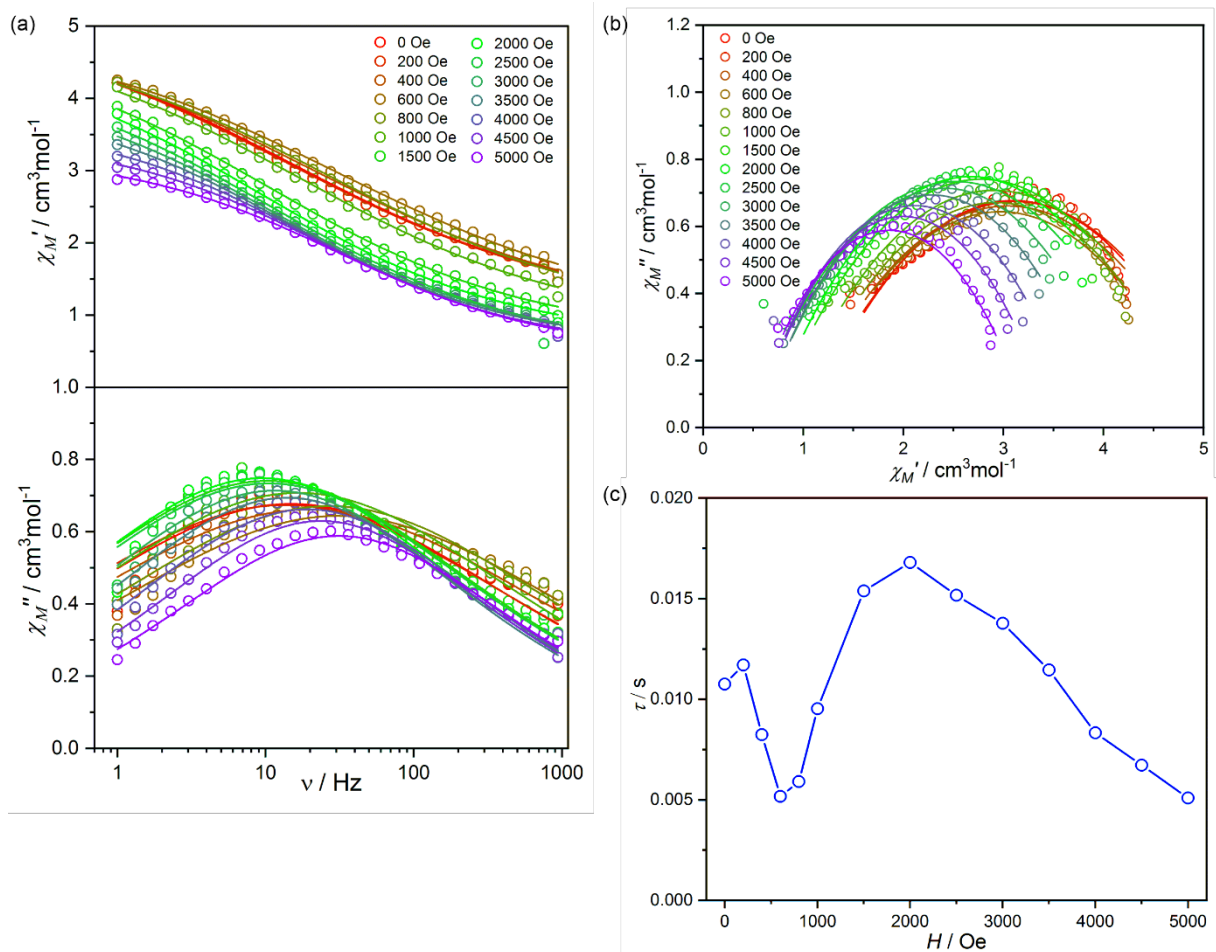 (a)
5
4
3
2
1
χM′ / cm³mol⁻¹
0 Oe
200 Oe
400 Oe
600 Oe
800 Oe
1000 Oe
1500 Oe
2000 Oe
2500 Oe
3000 Oe
3500 Oe
4000 Oe
4500 Oe
5000 Oe
1.0
0.8
0.6
0.4
0.2
0.0
χM″ / cm³mol⁻¹
1 10 100 1000
ν / Hz
(b)
1.2
1.0
0.8
0.6
0.4
0.2
0.0
χM″ / cm³mol⁻¹
0 Oe
200 Oe
400 Oe
600 Oe
800 Oe
1000 Oe
1500 Oe
2000 Oe
2500 Oe
3000 Oe
3500 Oe
4000 Oe
4500 Oe
5000 Oe
0 1 2 3 4 5
χM′ / cm³mol⁻¹
(c)
0.020
0.015
0.010
0.005
0.000
τ / s
0 1000 2000 3000 4000 5000
H / Oe